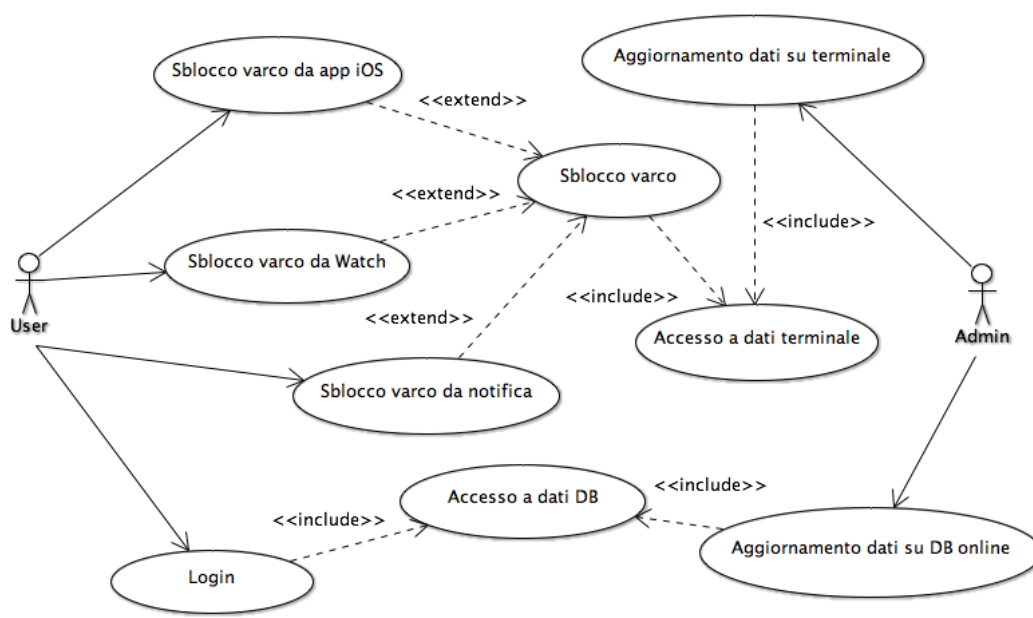 Aggiornamento dati su terminale
Sblocco varco da app iOS
<<extend>>
Sblocco varco
<<extend>>
<<include>>
Sblocco varco da Watch
<<include>>
<<extend>>
User
Admin
Accesso a dati terminale
Sblocco varco da notifica
<<include>>
Accesso a dati DB
<<include>>
Aggiornamento dati su DB online
Login